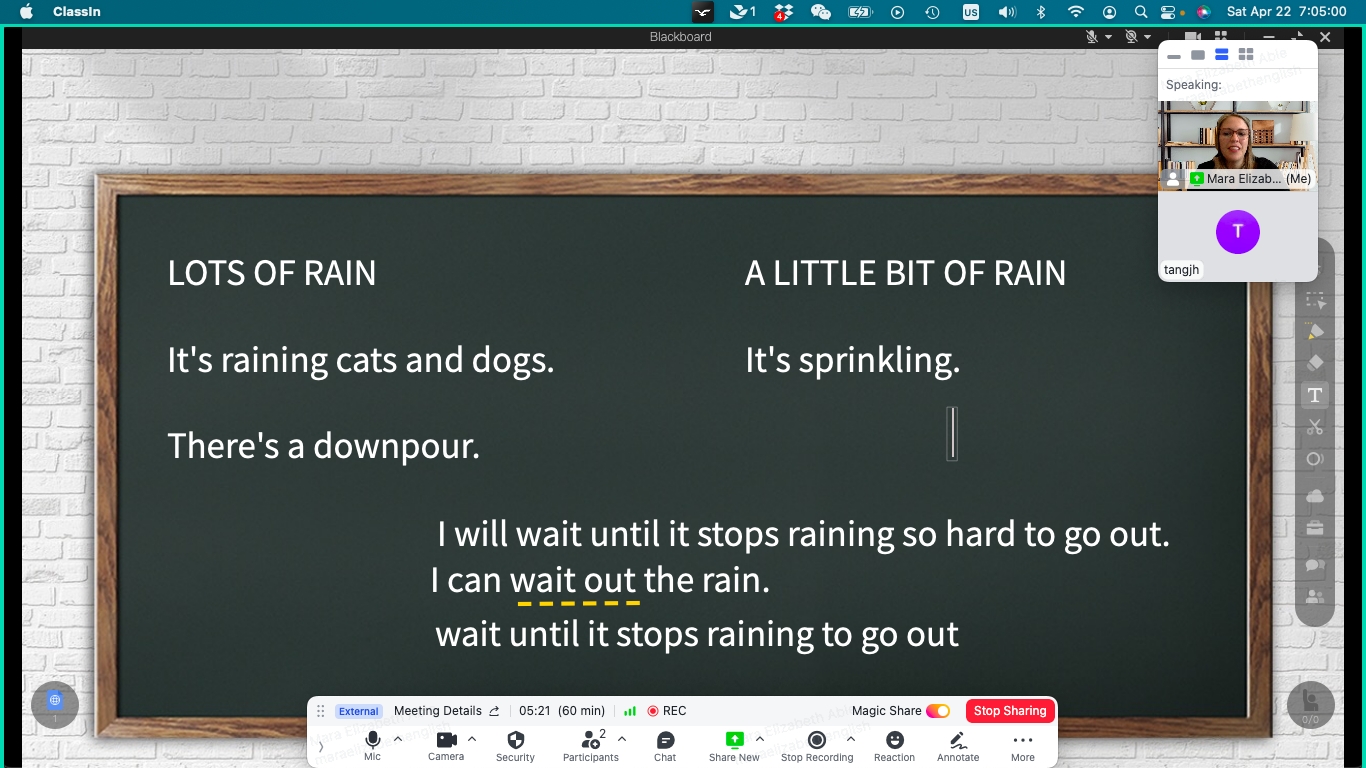 ClassIn
1
4
US
Sat Apr 22 7:05:00
Blackboard
Speaking:
Mara Elizab... (Me)
T
tangjh
LOTS OF RAIN
A LITTLE BIT OF RAIN
It's raining cats and dogs.
It's sprinkling.
There's a downpour.
I will wait until it stops raining so hard to go out.
I can wait out the rain.
wait until it stops raining to go out
T
1
0/0
External
Meeting Details
05:21 (60 min)
REC
Magic Share
Stop Sharing
2
Mic
Camera
Security
Participants
Chat
Share New
Stop Recording
Reaction
Annotate
More